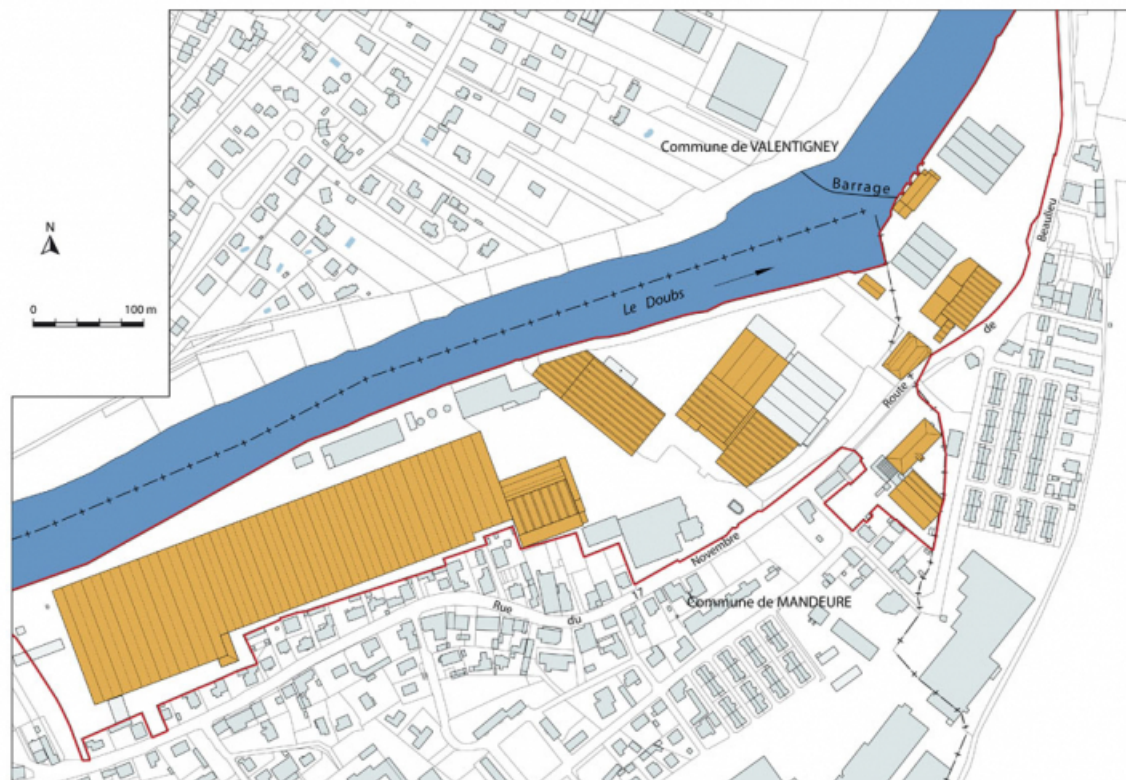 Commune de VALENTIGNEY
Barrage
N
0 100 m
Le Doubs
Beaulieu
de
Route
Novembre
17
du
Rue
Commune de MANDEURE